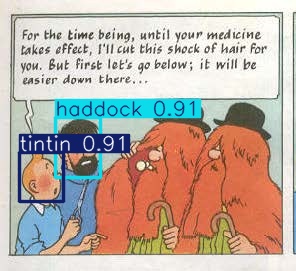 For the time being, until your medicine
takes effect, I'll cut this shock of hair for
you. But first let's go below; it will be
easier down there...
haddock 0.91
tintin 0.91